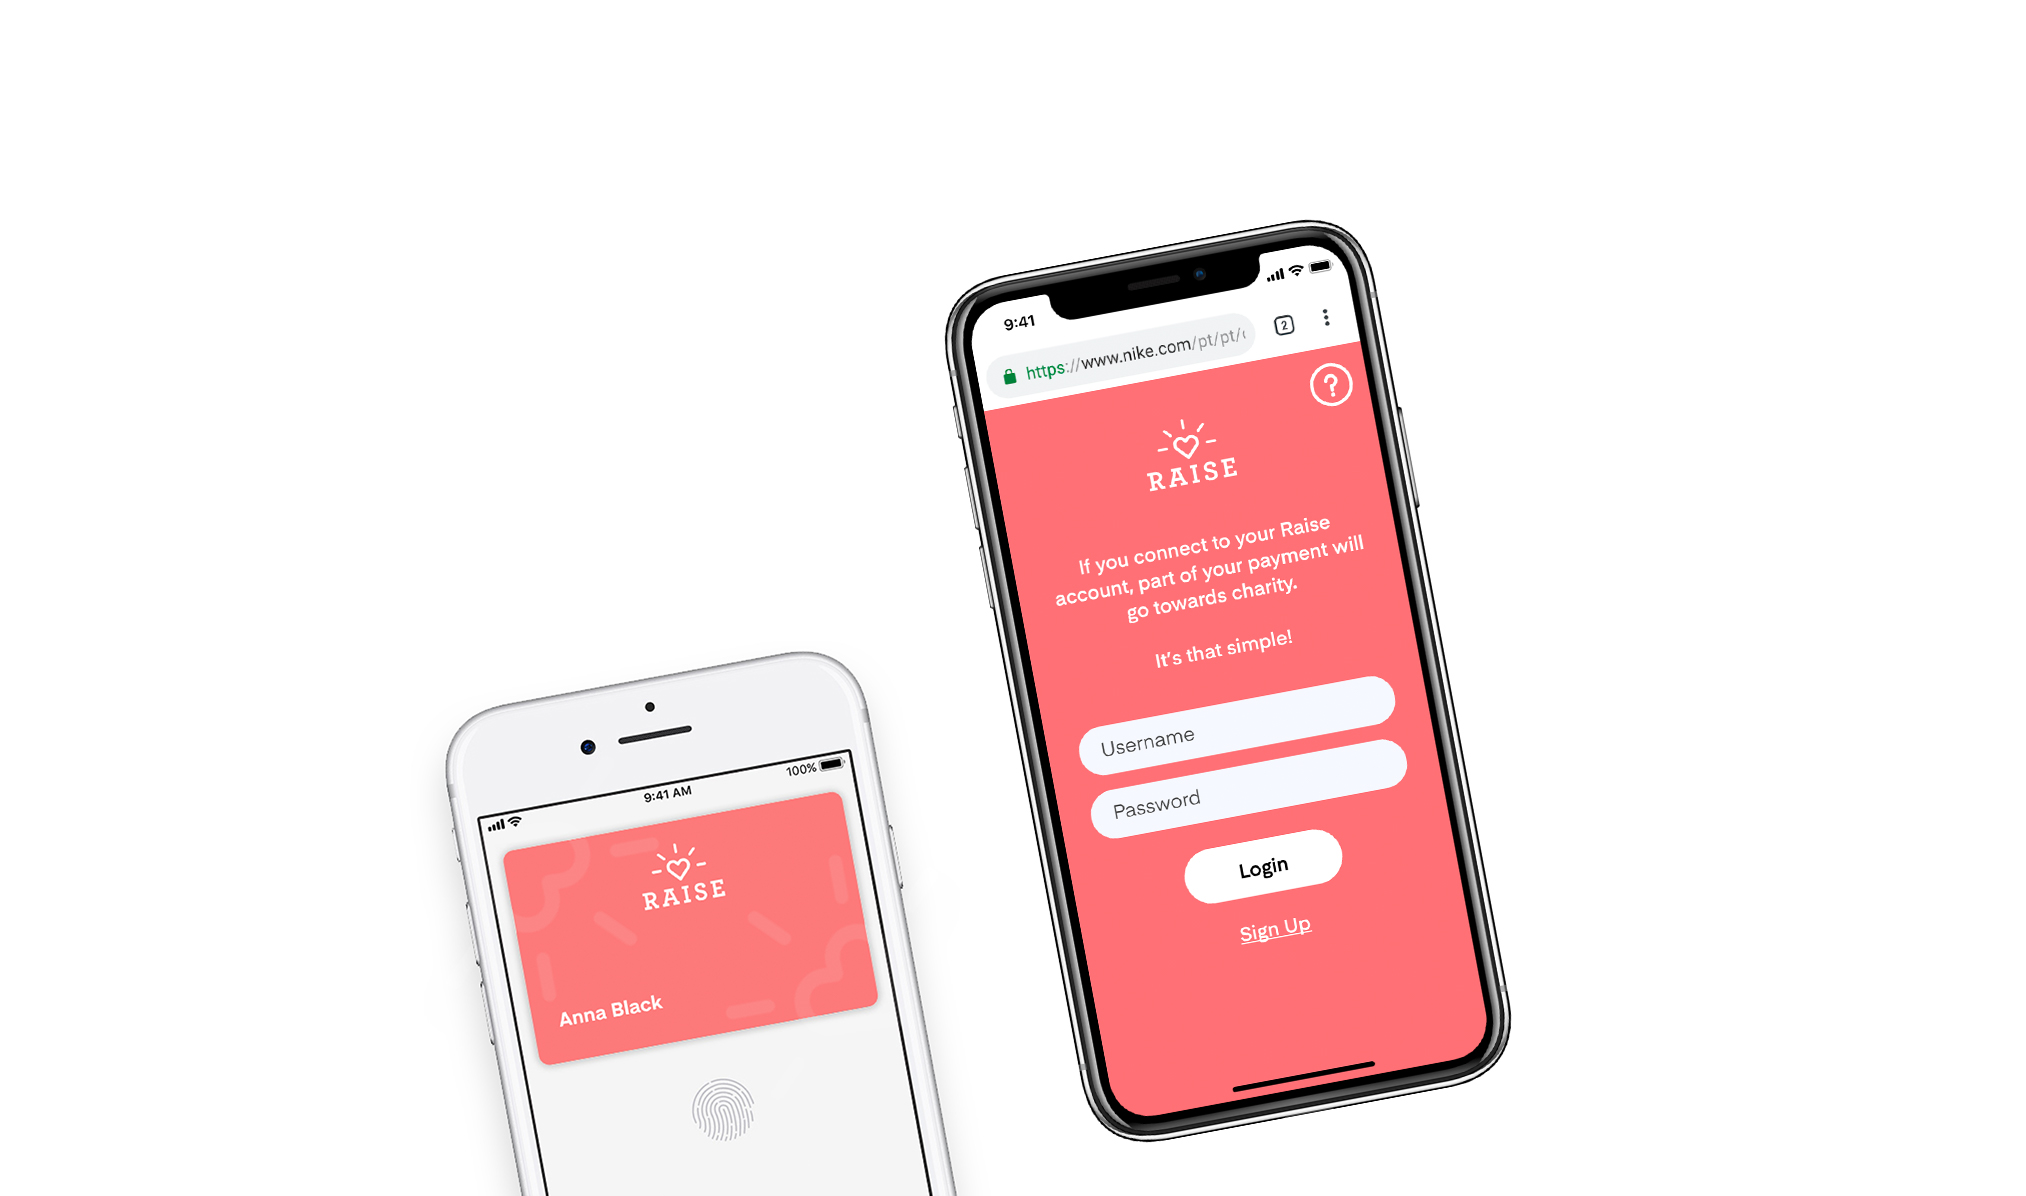 9:41
https://www.nike.com/pt/pt/
2
?
RAISE
If you connect to your Raise
account, part of your payment will
go towards charity.
It's that simple!
Username
Password
Login
Sign Up
100%
9:41 AM
RAISE
Anna Black